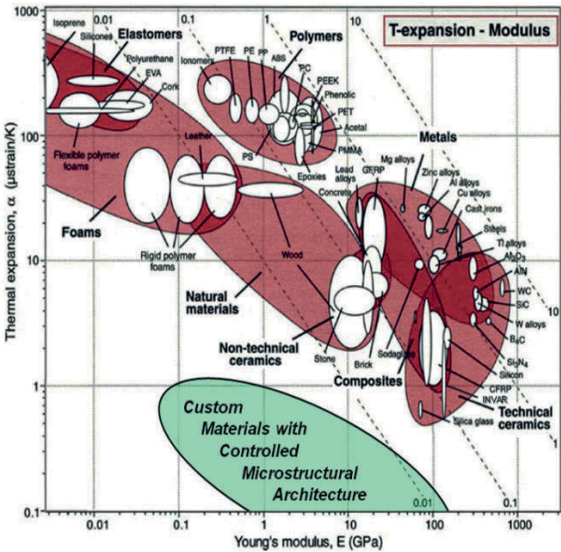 T-expansion - Modulus
0.01
0.1
1
10
Isoprene
Silicones
Elastomers
Polyurethane
EVA
Cork
Flexible polymer
foams
Leather
Foams
Rigid polymer
foams
Wood
Natural
materials
Non-technical
ceramics
Stone
Brick
Ionomers
PTFE
PE
PP
ABS
Polymers
PC
PEEK
Phenolic
PET
Acetal
PMMA
PS
Epoxies
Lead
alloys
GFRP
Concrete
Metals
Mg alloys
Zinc alloys
Al alloys
Cu alloys
Cast irons
Steels
Ti alloys
Al₂O₃
AlN
WC
SiC
W alloys
B₄C
Si₃N₄
Silicon
CFRP
INVAR
Technical
ceramics
Sodaglass
Composites
Silica glass
Custom
Materials with
Controlled
Microstructural
Architecture
10
1
0.1
0.01
1000
100
10
1
0.1
Thermal expansion, α (μstrain/K)
0.01
0.1
1
10
100
1000
Young's modulus, E (GPa)